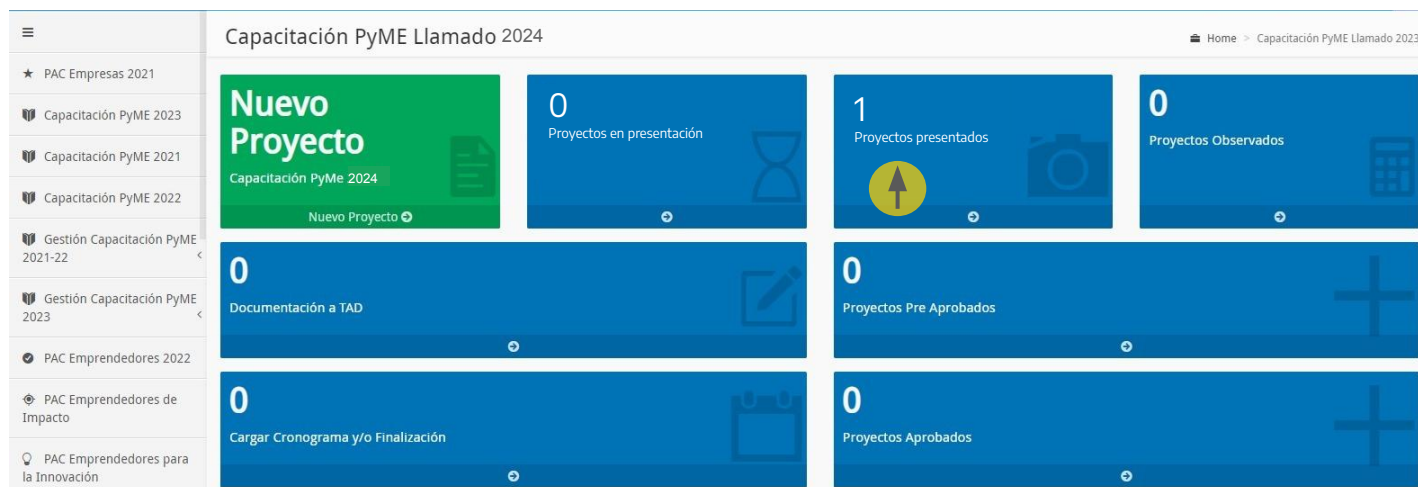 Capacitación PyME Llamado 2024
Home > Capacitación PyME Llamado 2023
PAC Empresas 2021
Capacitación PyME 2023
Capacitación PyME 2021
Capacitación PyME 2022
Gestión Capacitación PyME
2021-22
Gestión Capacitación PyME
2023
PAC Emprendedores 2022
PAC Emprendedores de
Impacto
PAC Emprendedores para
la Innovación
Nuevo
Proyecto
Capacitación PyMe 2024
Nuevo Proyecto
0
Proyectos en presentación
1
Proyectos presentados
0
Proyectos Observados
0
Documentación a TAD
0
Proyectos Pre Aprobados
0
Cargar Cronograma y/o Finalización
0
Proyectos Aprobados